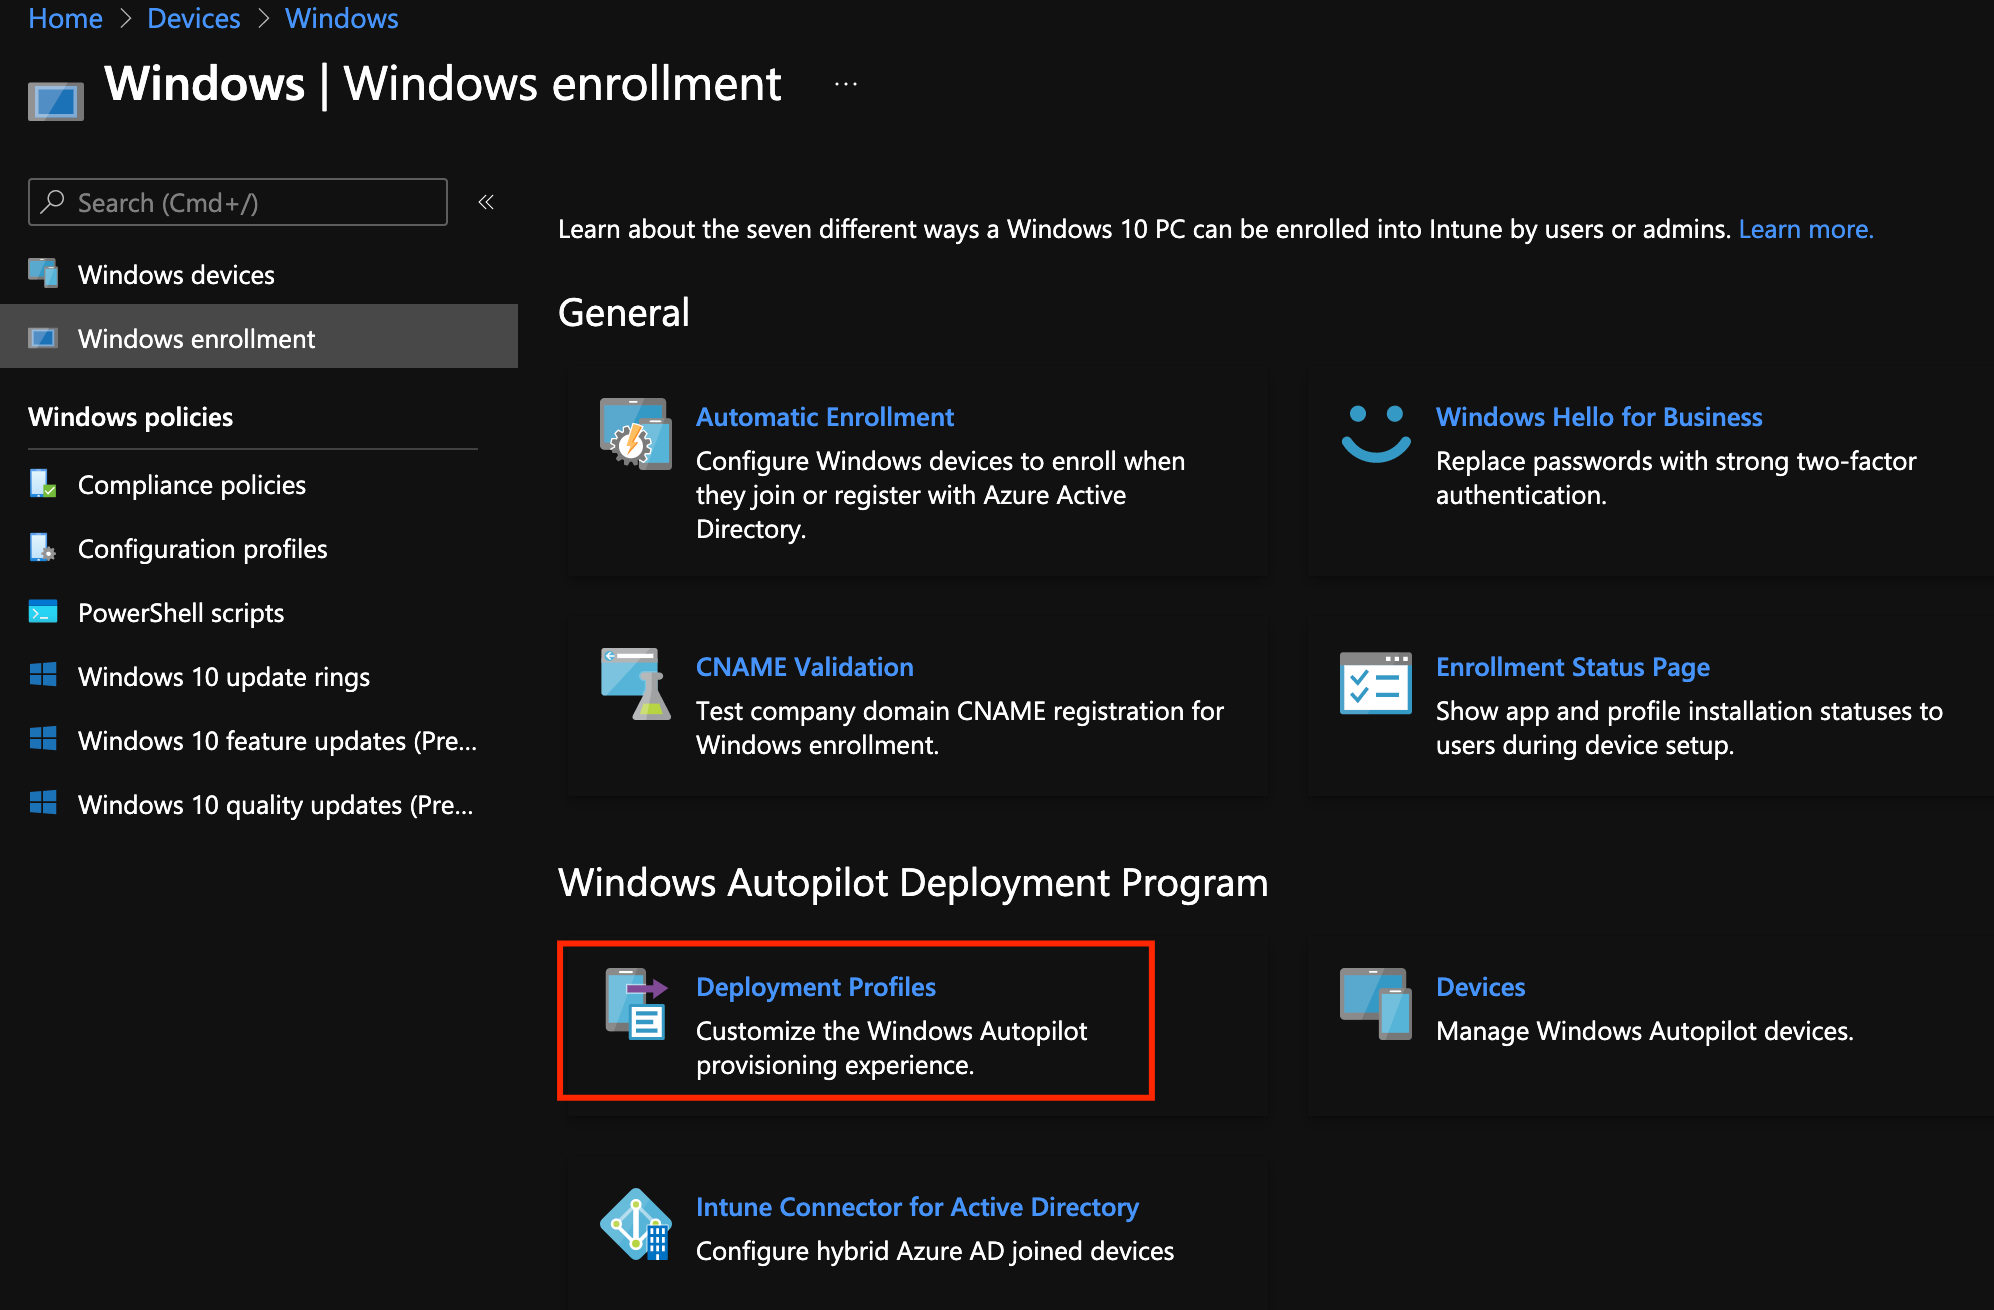 Home > Devices > Windows
Windows | Windows enrollment ...
Search (Cmd+/) «
Windows devices
Windows enrollment
Windows policies
Compliance policies
Configuration profiles
PowerShell scripts
Windows 10 update rings
Windows 10 feature updates (Pre...
Windows 10 quality updates (Pre...
Learn about the seven different ways a Windows 10 PC can be enrolled into Intune by users or admins. Learn more.
General
Automatic Enrollment
Configure Windows devices to enroll when
they join or register with Azure Active
Directory.
Windows Hello for Business
Replace passwords with strong two-factor
authentication.
CNAME Validation
Test company domain CNAME registration for
Windows enrollment.
Enrollment Status Page
Show app and profile installation statuses to
users during device setup.
Windows Autopilot Deployment Program
Deployment Profiles
Customize the Windows Autopilot
provisioning experience.
Devices
Manage Windows Autopilot devices.
Intune Connector for Active Directory
Configure hybrid Azure AD joined devices